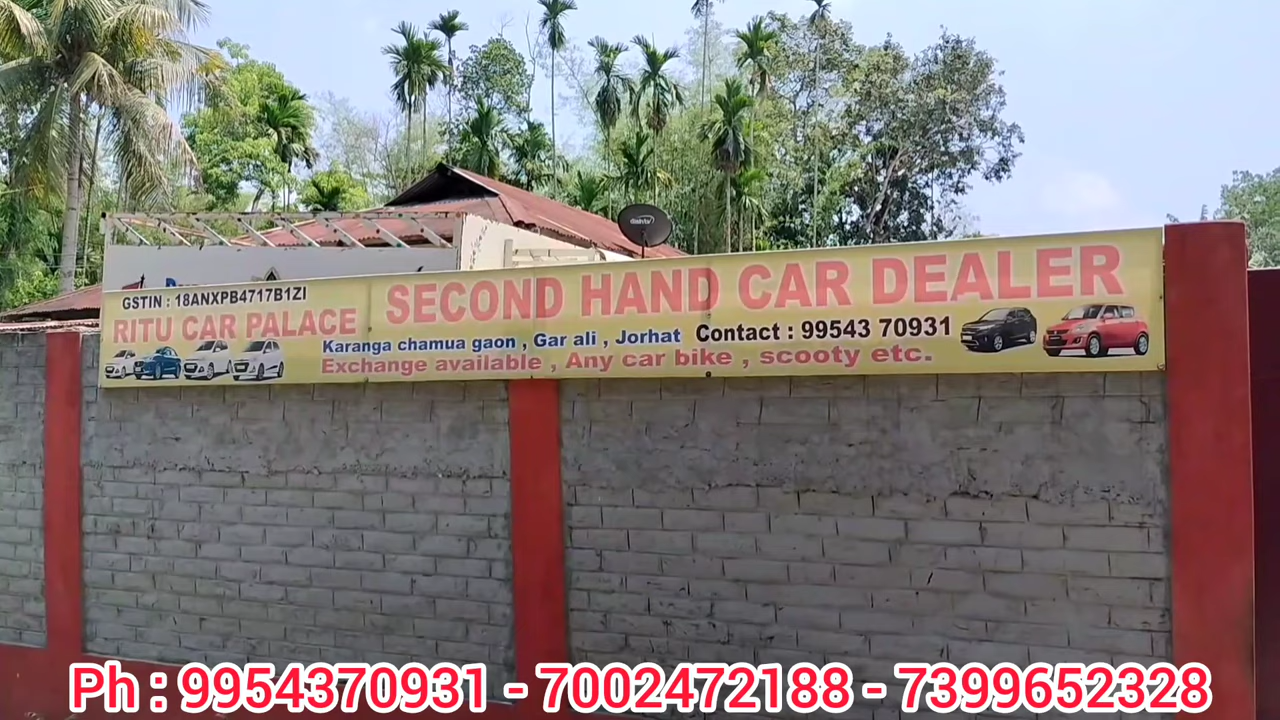 dishtv
GSTIN : 18ANXPB4717B1ZI
RITU CAR PALACE
SECOND HAND CAR DEALER
Karanga chamua gaon , Gar ali , Jorhat Contact : 99543 70931
Exchange available , Any car bike , scooty etc.
Ph : 9954370931 - 7002472188 - 7399652328